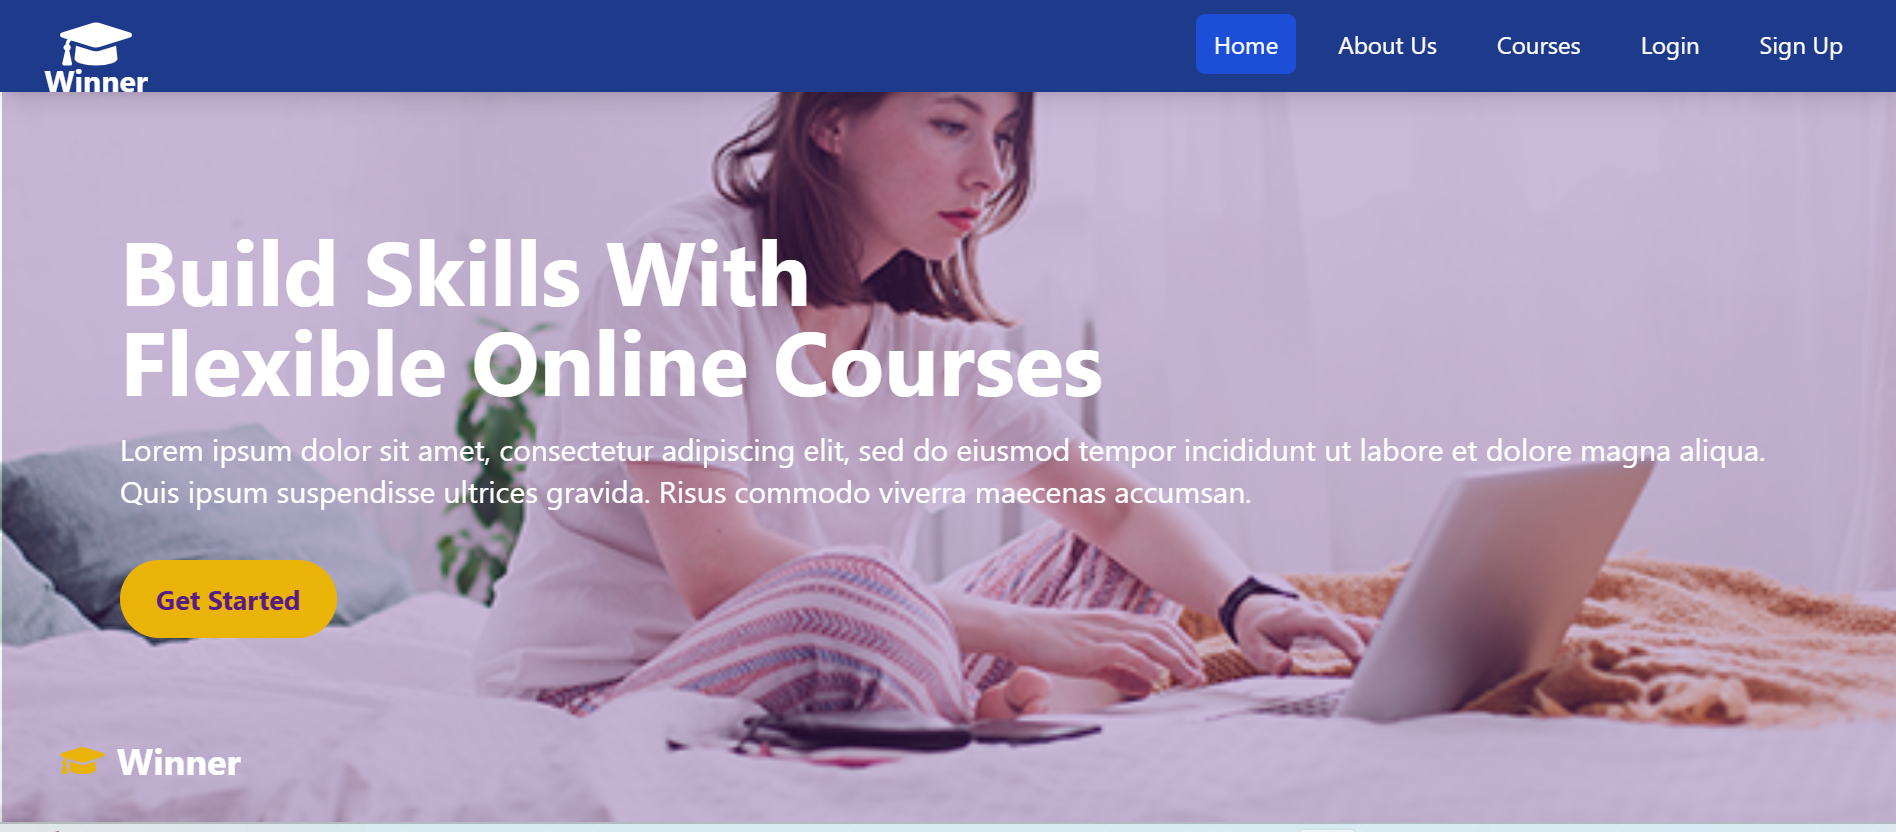 Winner
Home
About Us
Courses
Login
Sign Up
Build Skills With
Flexible Online Courses
Lorem ipsum dolor sit amet, consectetur adipiscing elit, sed do eiusmod tempor incididunt ut labore et dolore magna aliqua.
Quis ipsum suspendisse ultrices gravida. Risus commodo viverra maecenas accumsan.
Get Started
Winner